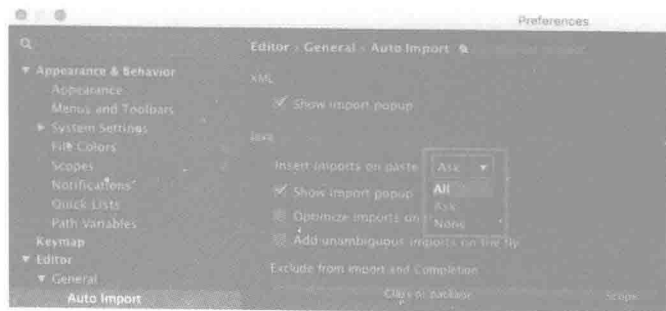 Preferences
Editor › General › Auto Import
Appearance & Behavior
XML
Appearance
Menus and Toolbars
Show import popup
System Settings
File Colors
Java
Scopes
Insert imports on paste Ask
Notifications
Show import popup
All
Quick Lists
Ask
Optimize imports on
Path Variables
None
Keymap
Add unambiguous imports on the fly
Editor
General
Exclude from Import and Completion
Auto Import
Class or package Scope